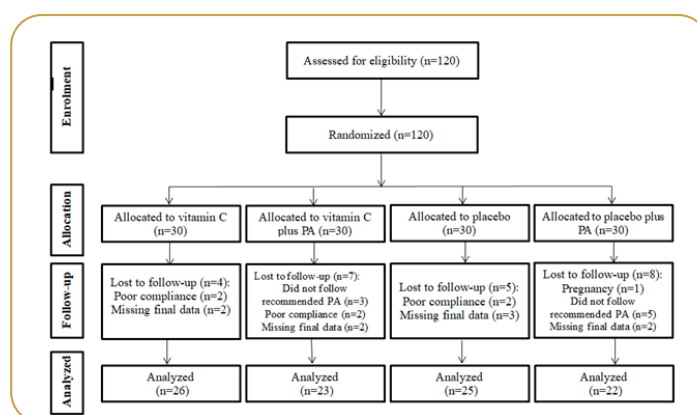 Enrolment
Assessed for eligibility (n=120)
Randomized (n=120)
Allocation
Allocated to vitamin C
(n=30)
Allocated to vitamin C
plus PA (n=30)
Allocated to placebo
(n=30)
Allocated to placebo plus
PA (n=30)
Follow-up
Lost to follow-up (n=4):
Poor compliance (n=2)
Missing final data (n=2)
Lost to follow-up (n=7):
Did not follow
recommended PA (n=3)
Poor compliance (n=2)
Missing final data (n=2)
Lost to follow-up (n=5):
Poor compliance (n=2)
Missing final data (n=3)
Lost to follow-up (n=8):
Pregnancy (n=1)
Did not follow
recommended PA (n=5)
Missing final data (n=2)
Analyzed
Analyzed
(n=26)
Analyzed
(n=23)
Analyzed
(n=25)
Analyzed
(n=22)